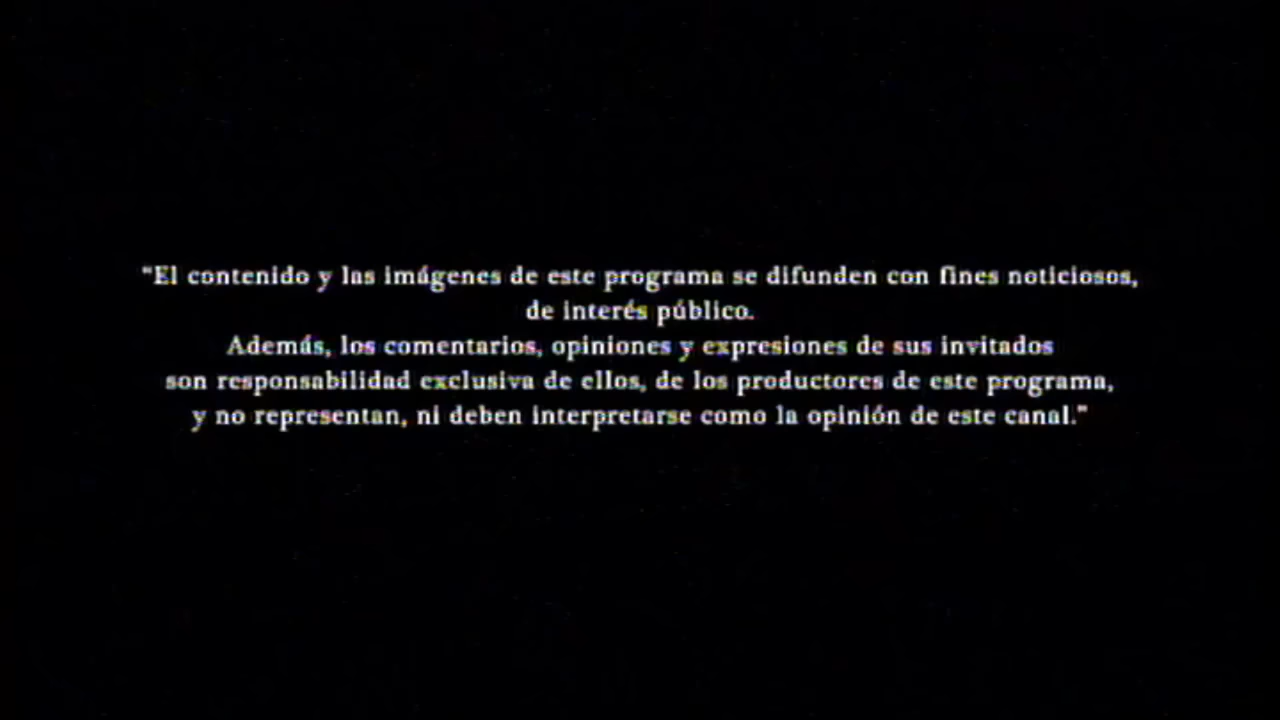 "El contenido y las imágenes de este programa se difunden con fines noticiosos,
de interés público.
Además, los comentarios, opiniones y expresiones de sus invitados
son responsabilidad exclusiva de ellos, de los productores de este programa,
y no representan, ni deben interpretarse como la opinión de este canal."